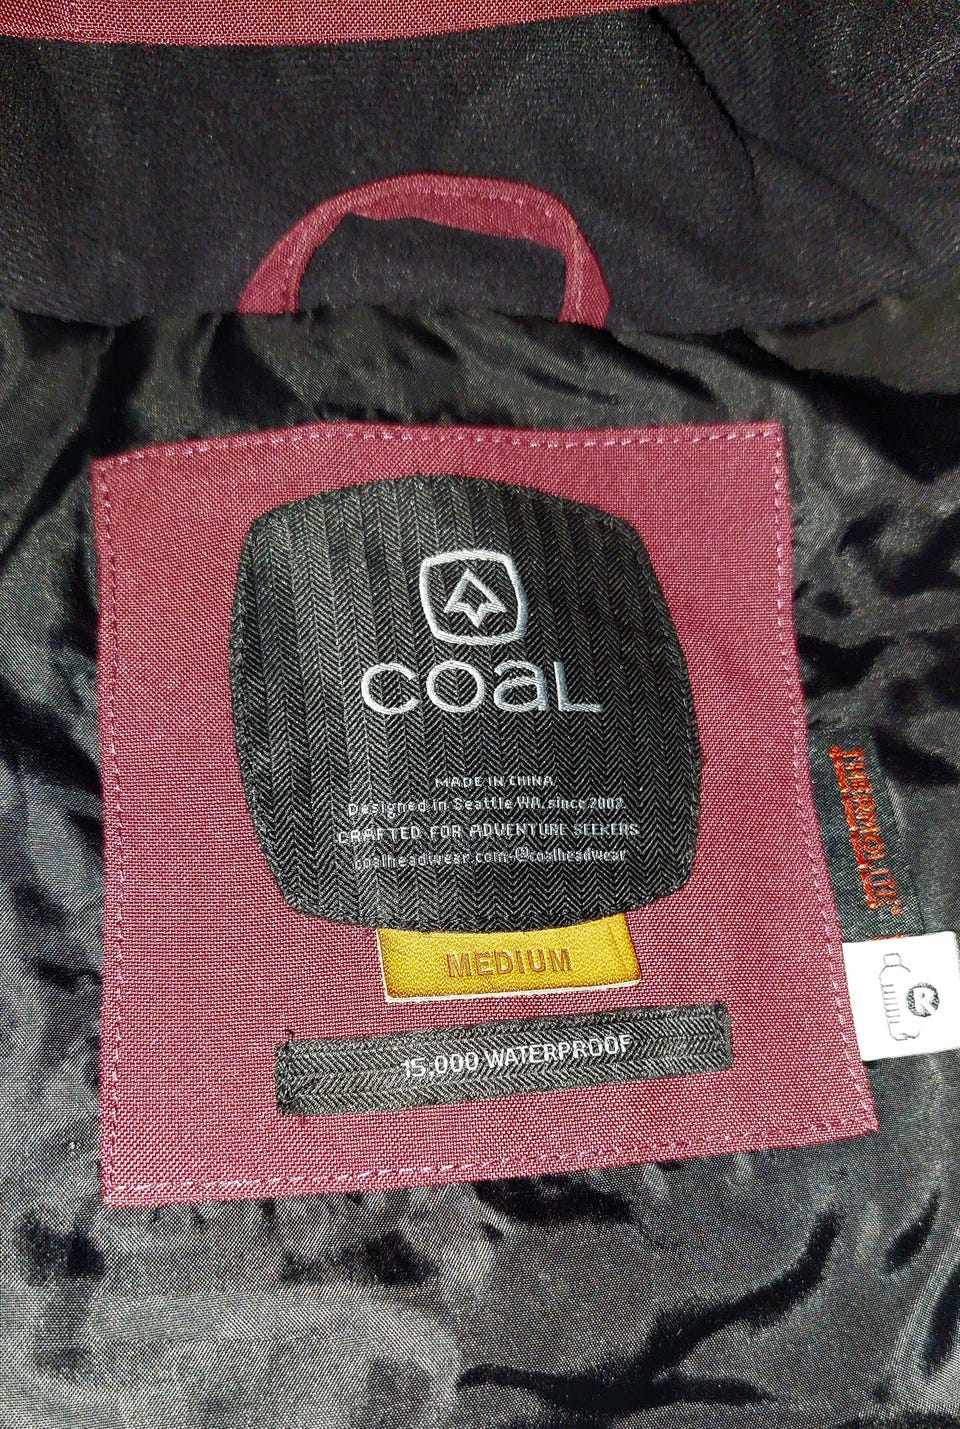 coaL
MADE IN CHINA
Designed in Seattle WA. since 2002
CRAFTED FOR ADVENTURE SEEKERS
coalheadwear.com-@coalheadwear
THERMOLITE
MEDIUM
R
15,000 WATERPROOF